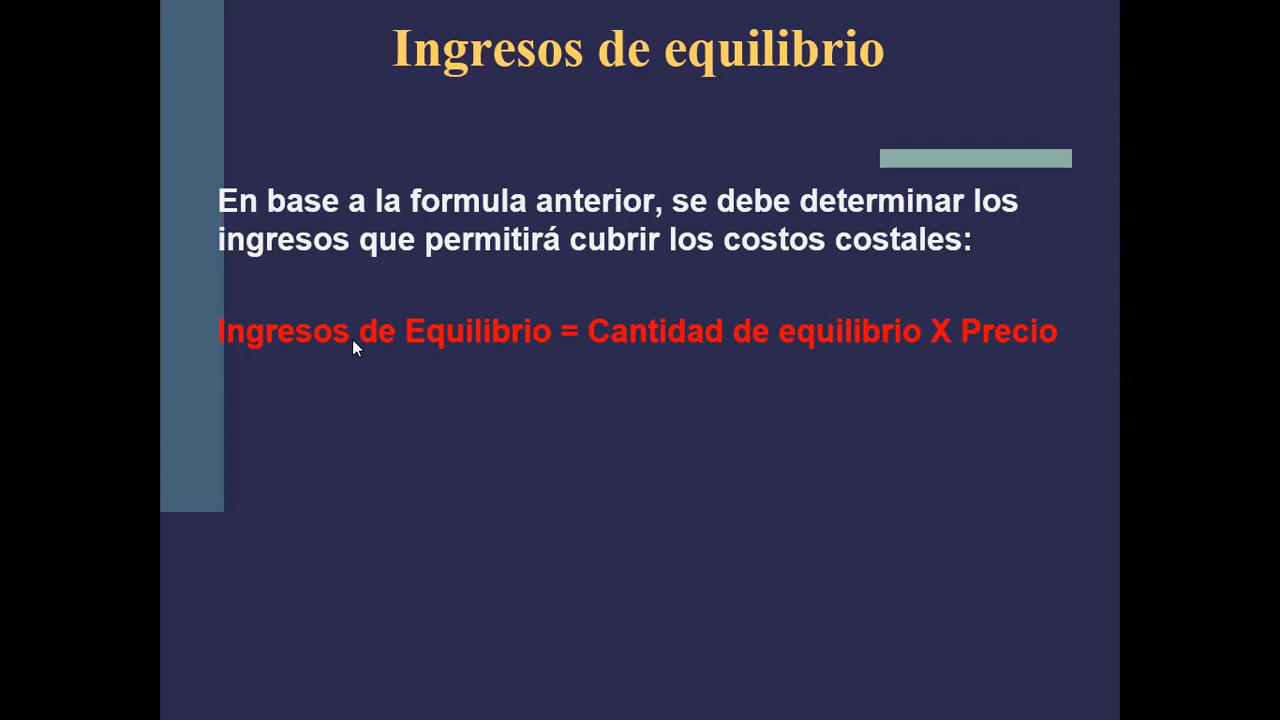 Ingresos de equilibrio
En base a la formula anterior, se debe determinar los
ingresos que permitirá cubrir los costos costales:
Ingresos de Equilibrio = Cantidad de equilibrio X Precio